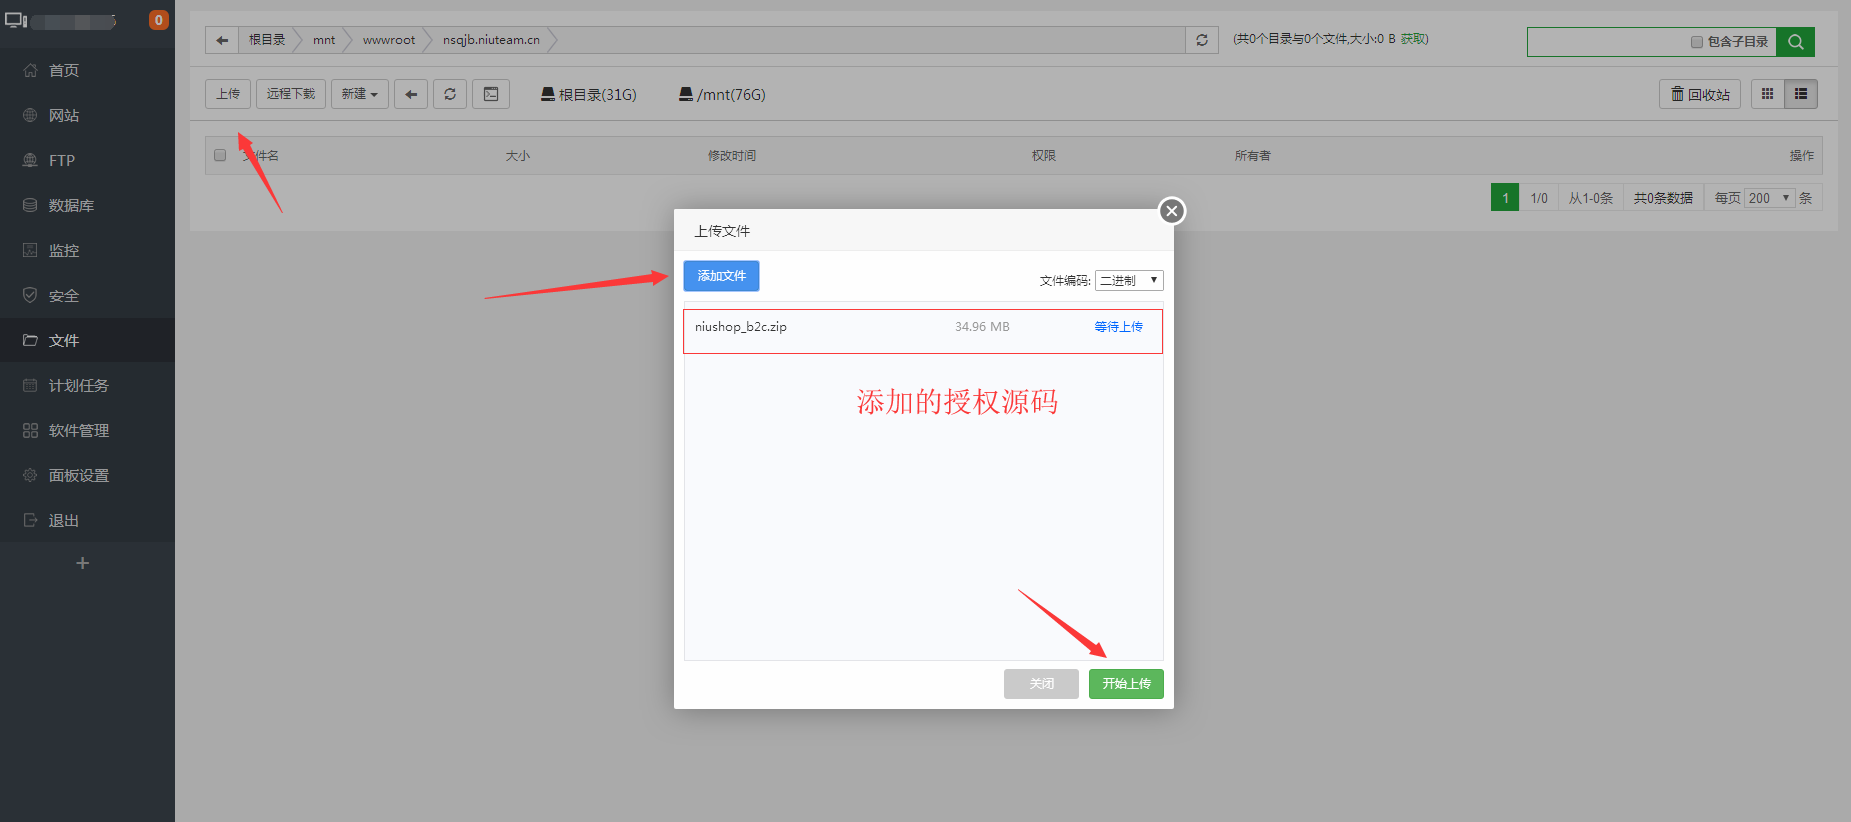 0
首页
网站
FTP
数据库
监控
安全
文件
计划任务
软件管理
面板设置
退出
+
根目录 mnt wwwroot nsqjb.niuteam.cn
(共0个目录与0个文件,大小:0 B 获取)
包含子目录
上传 远程下载 新建 根目录(31G) /mnt(76G) 回收站
文件名 大小 修改时间 权限 所有者 操作
1 1/0 从1-0条 共0条数据 每页 200 条
上传文件
添加文件 文件编码: 二进制
niushop_b2c.zip 34.96 MB 等待上传
添加的授权源码
关闭 开始上传